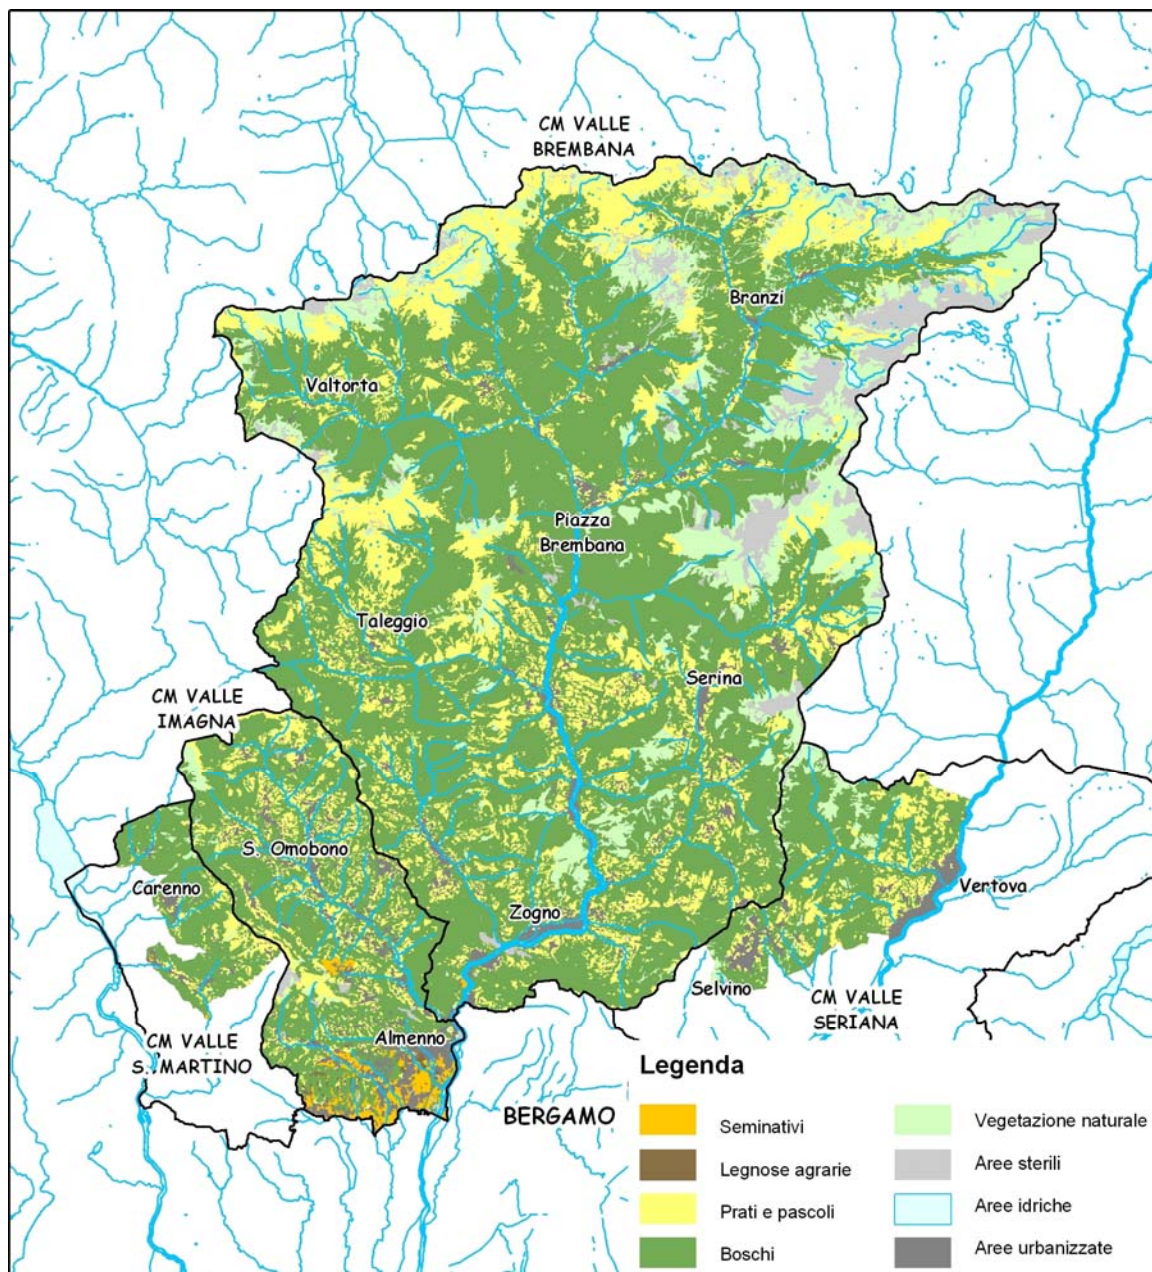 CM VALLE
BREMBANA
Branzi
Valtorta
Piazza
Brembana
Taleggio
Serina
CM VALLE
IMAGNA
S. Omobono
Carenno
Vertova
Zogno
Selvino
CM VALLE
SERIANA
Almenno
CM VALLE
S. MARTINO
BERGAMO
Legenda
Seminativi
Legnose agrarie
Prati e pascoli
Boschi
Vegetazione naturale
Aree sterili
Aree idriche
Aree urbanizzate